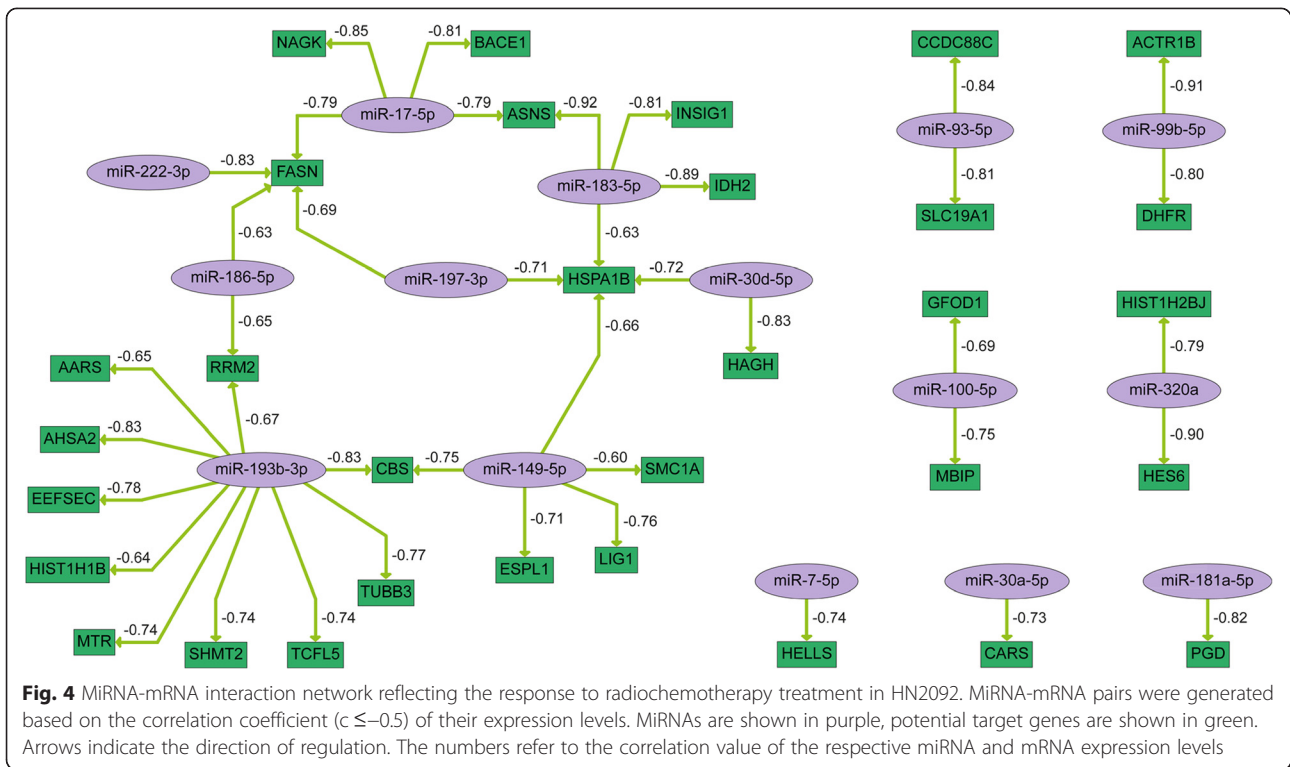 NAGK -0.85 -0.81 BACE1 CCDC88C ACTR1B
-0.84 -0.91
-0.79 miR-17-5p -0.79 ASNS -0.92 -0.81 INSIG1 miR-93-5p miR-99b-5p
miR-222-3p -0.83 FASN miR-183-5p -0.89 IDH2 -0.81 -0.80
-0.69 SLC19A1 DHFR
-0.63 -0.63
miR-186-5p miR-197-3p -0.71 HSPA1B -0.72 miR-30d-5p
GFOD1 HIST1H2BJ
-0.65 -0.66 -0.83 -0.69 -0.79
AARS -0.65 RRM2 HAGH
miR-100-5p miR-320a
-0.67
AHSA2 -0.83 -0.75 -0.90
miR-193b-3p -0.83 CBS -0.75 miR-149-5p -0.60 SMC1A MBIP HES6
EEFSEC -0.78
-0.71 -0.76
HIST1H1B -0.64 -0.77 ESPL1 LIG1
TUBB3 miR-7-5p miR-30a-5p miR-181a-5p
-0.74 -0.74 -0.74 -0.73 -0.82
MTR -0.74
SHMT2 TCFL5 HELLS CARS PGD
Fig. 4 MiRNA-mRNA interaction network reflecting the response to radiochemotherapy treatment in HN2092. MiRNA-mRNA pairs were generated
based on the correlation coefficient (c ≤−0.5) of their expression levels. MiRNAs are shown in purple, potential target genes are shown in green.
Arrows indicate the direction of regulation. The numbers refer to the correlation value of the respective miRNA and mRNA expression levels